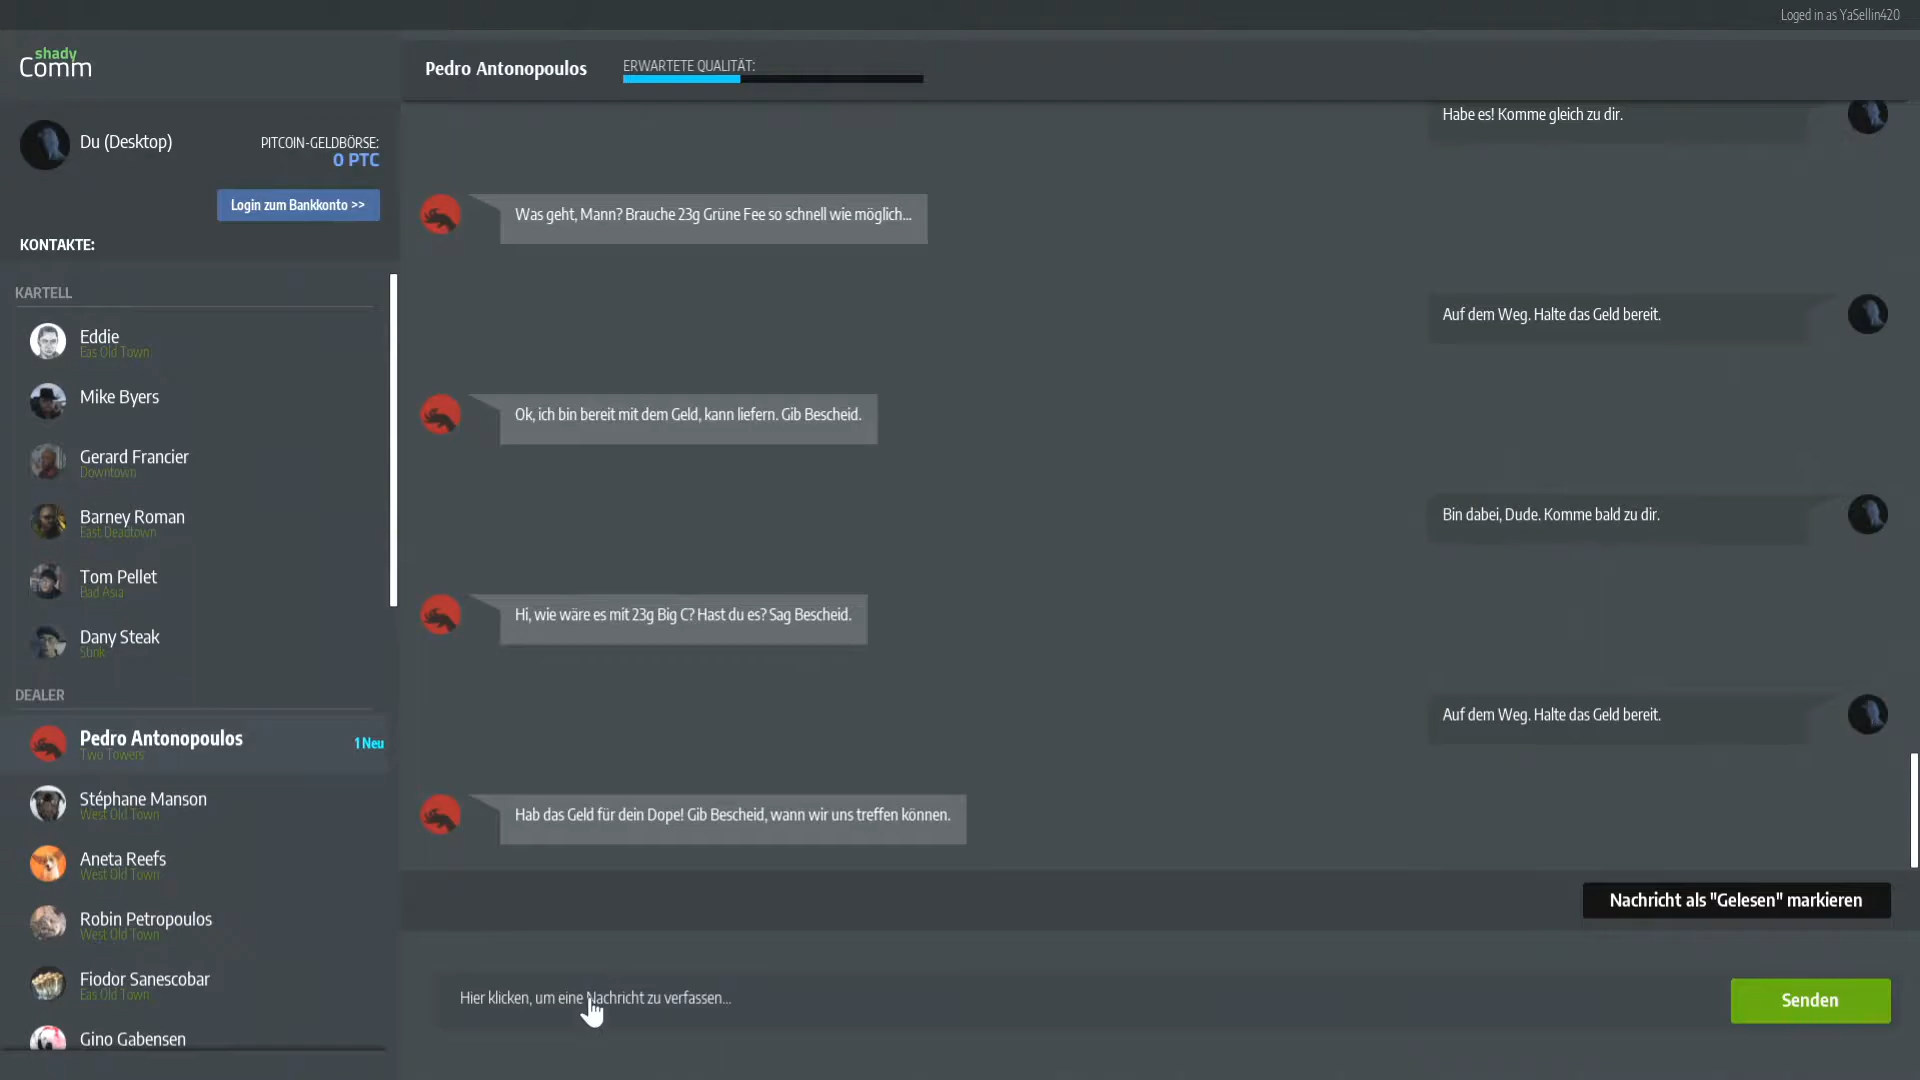 Loged in as YaSellin420
shady
Comm
Pedro Antonopoulos
ERWARTETE QUALITÄT:
Du (Desktop)
PITCOIN-GELDBÖRSE:
0 PTC
Login zum Bankkonto >>
KONTAKTE:
KARTELL
Eddie
Eas Old Town
Mike Byers
Gerard Francier
Downtown
Barney Roman
East Deadtown
Tom Pellet
Bad Asia
Dany Steak
Stink
DEALER
Pedro Antonopoulos
Two Towers
1 Neu
Stéphane Manson
West Old Town
Aneta Reefs
West Old Town
Robin Petropoulos
West Old Town
Fiodor Sanescobar
Eas Old Town
Gino Gabensen
Habe es! Komme gleich zu dir.
Was geht, Mann? Brauche 23g Grüne Fee so schnell wie möglich...
Auf dem Weg. Halte das Geld bereit.
Ok, ich bin bereit mit dem Geld, kann liefern. Gib Bescheid.
Bin dabei, Dude. Komme bald zu dir.
Hi, wie wäre es mit 23g Big C? Hast du es? Sag Bescheid.
Auf dem Weg. Halte das Geld bereit.
Hab das Geld für dein Dope! Gib Bescheid, wann wir uns treffen können.
Nachricht als "Gelesen" markieren
Hier klicken, um eine Nachricht zu verfassen...
Senden